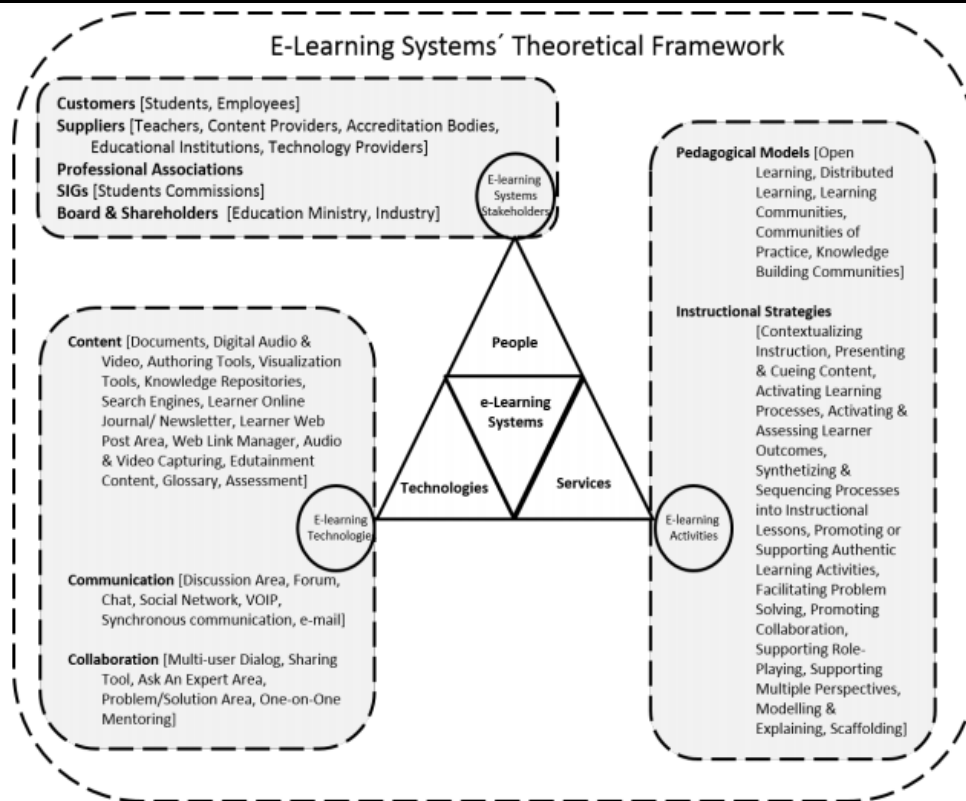 E-Learning Systems´ Theoretical Framework
Customers [Students, Employees]
Suppliers [Teachers, Content Providers, Accreditation Bodies,
Educational Institutions, Technology Providers]
Professional Associations
SIGs [Students Commissions]
Board & Shareholders [Education Ministry, Industry]
E-learning
Systems
Stakeholders
Pedagogical Models [Open
Learning, Distributed
Learning, Learning
Communities,
Communities of
Practice, Knowledge
Building Communities]
Instructional Strategies
[Contextualizing
Instruction, Presenting
& Cueing Content,
Activating Learning
Processes, Activating &
Assessing Learner
Outcomes,
Synthetizing &
Sequencing Processes
into Instructional
Lessons, Promoting or
Supporting Authentic
Learning Activities,
Facilitating Problem
Solving, Promoting
Collaboration,
Supporting Role-
Playing, Supporting
Multiple Perspectives,
Modelling &
Explaining, Scaffolding]
People
e-Learning
Systems
Technologies
Services
Content [Documents, Digital Audio &
Video, Authoring Tools, Visualization
Tools, Knowledge Repositories,
Search Engines, Learner Online
Journal/ Newsletter, Learner Web
Post Area, Web Link Manager, Audio
& Video Capturing, Edutainment
Content, Glossary, Assessment]
E-learning
Technologie
E-learning
Activities
Communication [Discussion Area, Forum,
Chat, Social Network, VOIP,
Synchronous communication, e-mail]
Collaboration [Multi-user Dialog, Sharing
Tool, Ask An Expert Area,
Problem/Solution Area, One-on-One
Mentoring]